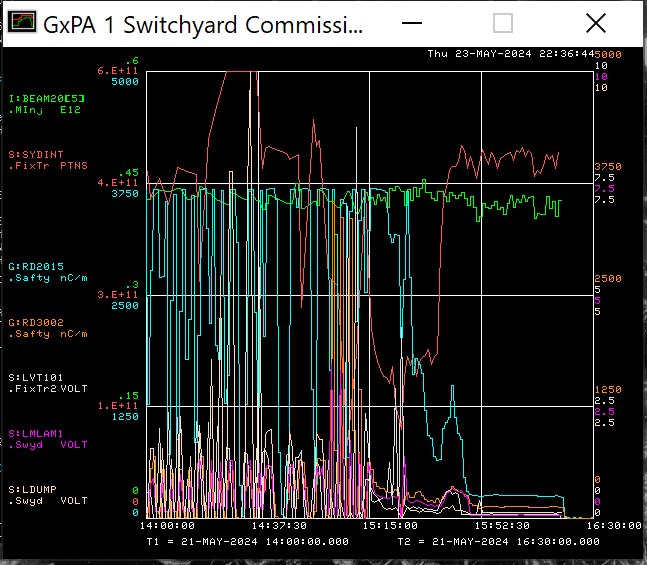 GxPA 1 Switchyard Commissi...
Thu 23-MAY-2024 22:36:44
.6
6.E+11
5000
5000
10
10
10
I:BEAM20[5]
.MInj E12
S:SYDINT
.FixTr PTNS
.45
4.E+11
3750
3750
7.5
7.5
7.5
G:RD2015
.Safty nC/m
.3
3.E+11
2500
2500
5
5
5
G:RD3002
.Safty nC/m
S:LVT101
.FixTr2 VOLT
.15
1.E+11
1250
1250
2.5
2.5
2.5
S:LMLAM1
.Swyd VOLT
S:LDUMP
.Swyd VOLT
0
0
0
0
0
0
0
14:00:00 14:37:30 15:15:00 15:52:30 16:30:00
T1 = 21-MAY-2024 14:00:00.000 T2 = 21-MAY-2024 16:30:00.000